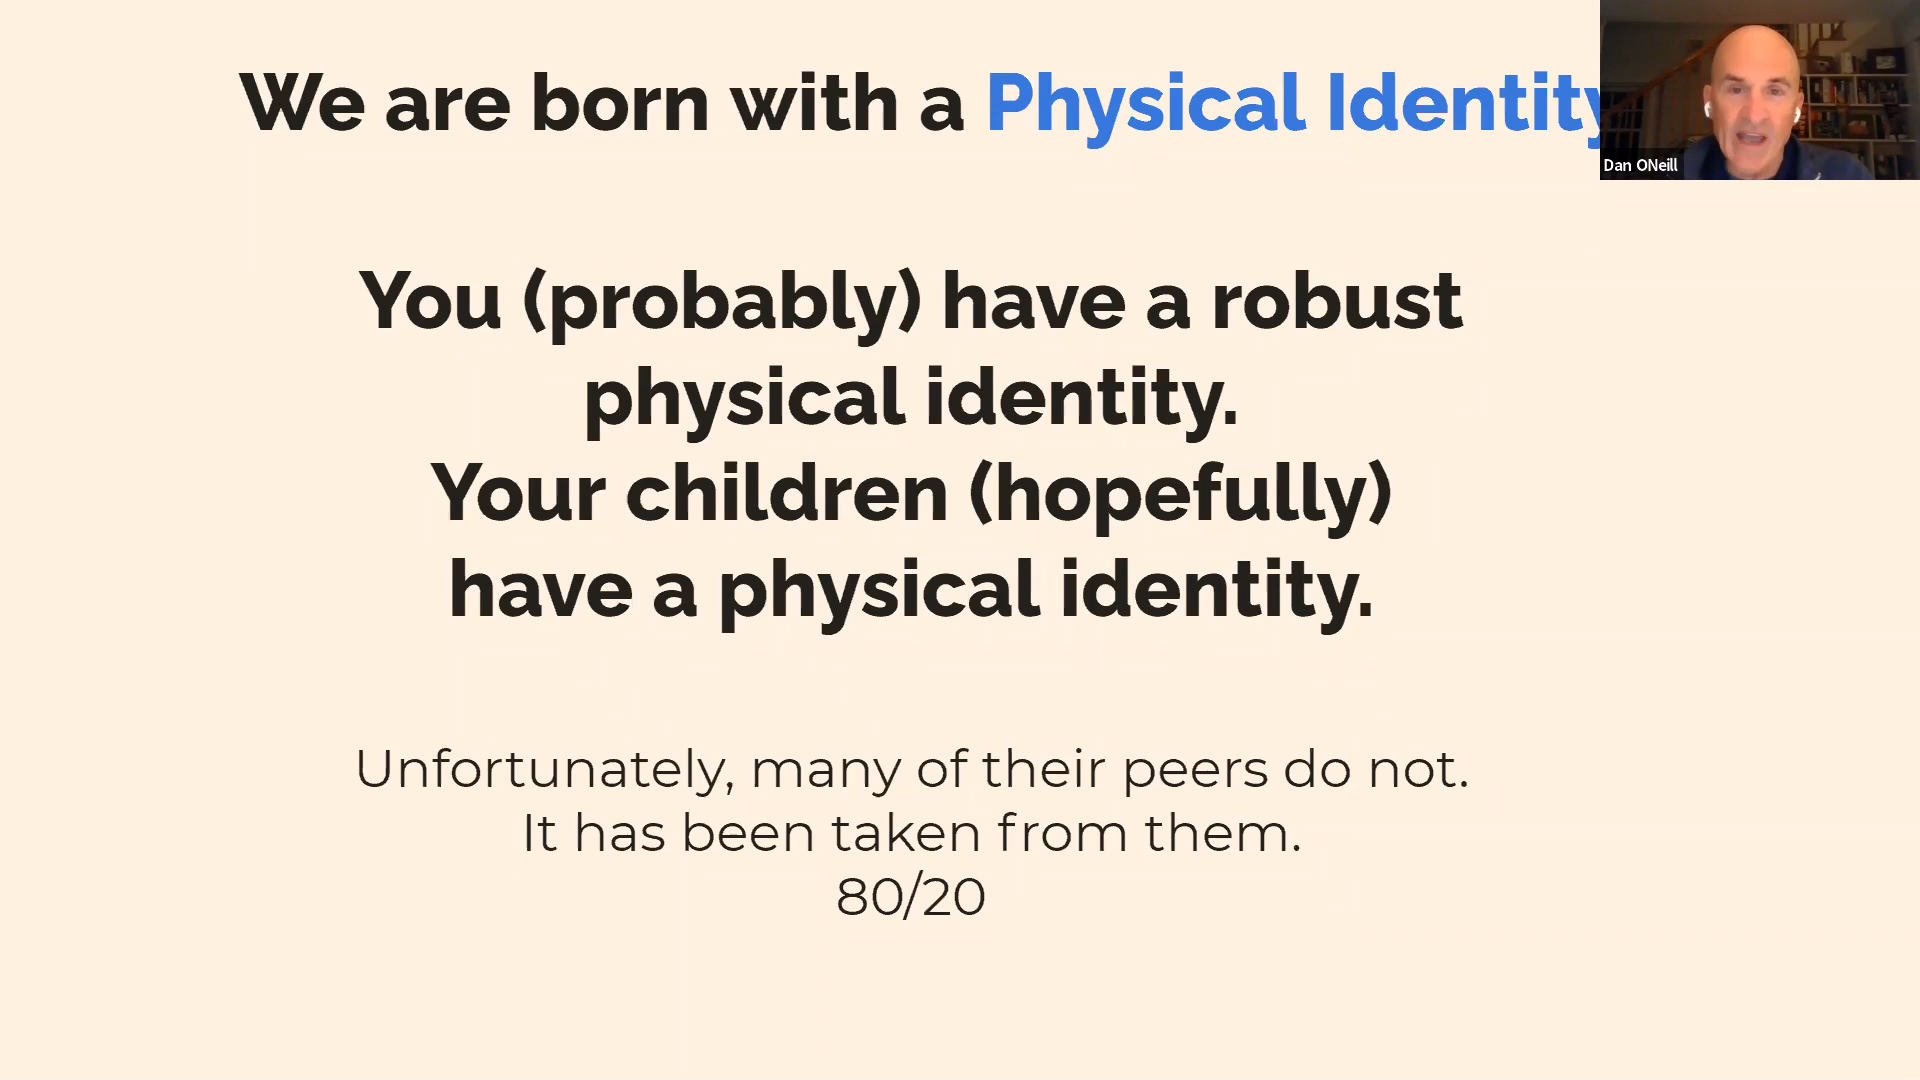 We are born with a Physical Identity
You (probably) have a robust
physical identity.
Your children (hopefully)
have a physical identity.
Unfortunately, many of their peers do not.
It has been taken from them.
80/20
Dan ONeill